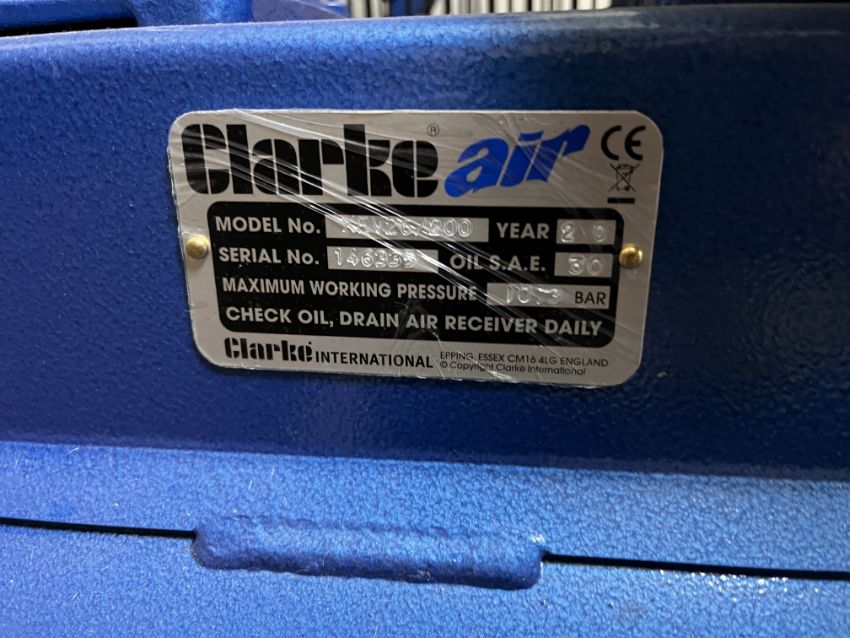 Clarke® air CE
MODEL No. YEAR
SERIAL No. OIL S.A.E. 30
MAXIMUM WORKING PRESSURE BAR
CHECK OIL, DRAIN AIR RECEIVER DAILY
Clarke INTERNATIONAL EPPING, ESSEX CM16 4LG ENGLAND
© Copyright Clarke International